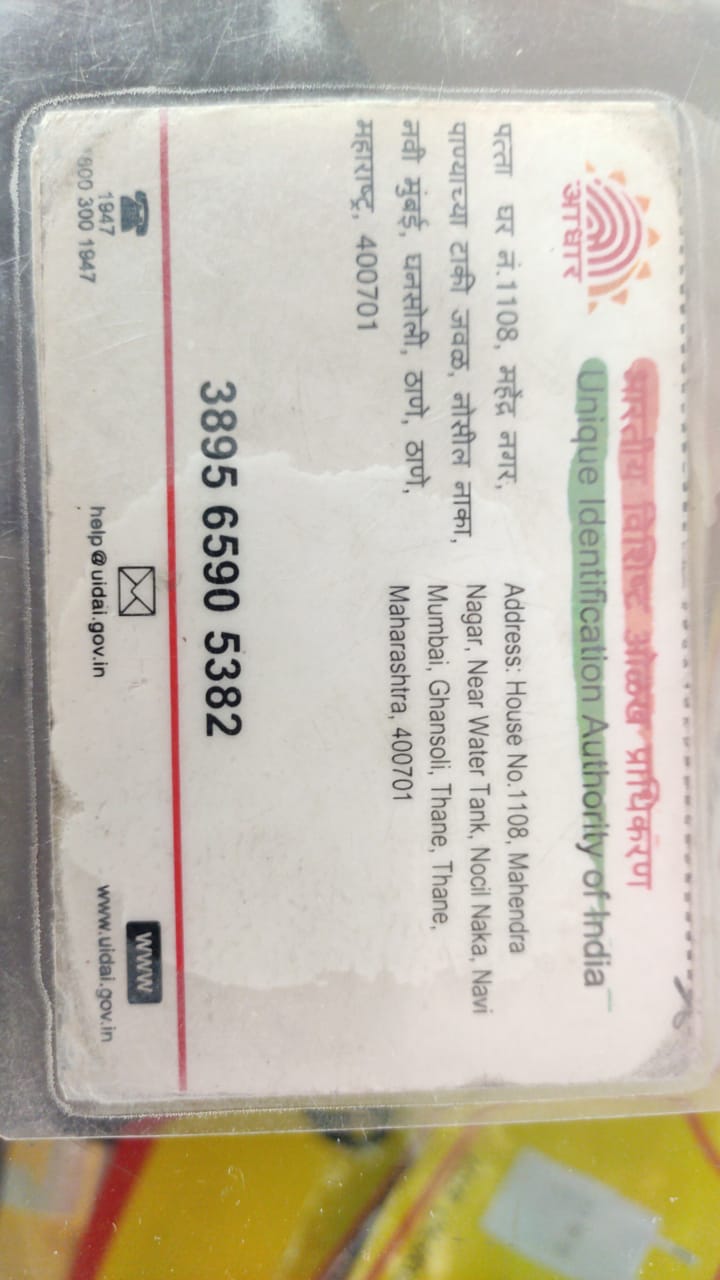 भारतीय विशिष्ट ओळख प्राधिकरण
Unique Identification Authority of India
आधार
पत्ता घर नं.1108, महेंद्र नगर,
पाण्याच्या टाकी जवळ, नोसील नाका,
नवी मुंबई, घनसोली, ठाणे, ठाणे,
महाराष्ट्र, 400701
Address: House No.1108, Mahendra
Nagar, Near Water Tank, Nocil Naka, Navi
Mumbai, Ghansoli, Thane, Thane,
Maharashtra, 400701
3895 6590 5382
1947
800 300 1947
help@uidai.gov.in
WWW
www.uidai.gov.in